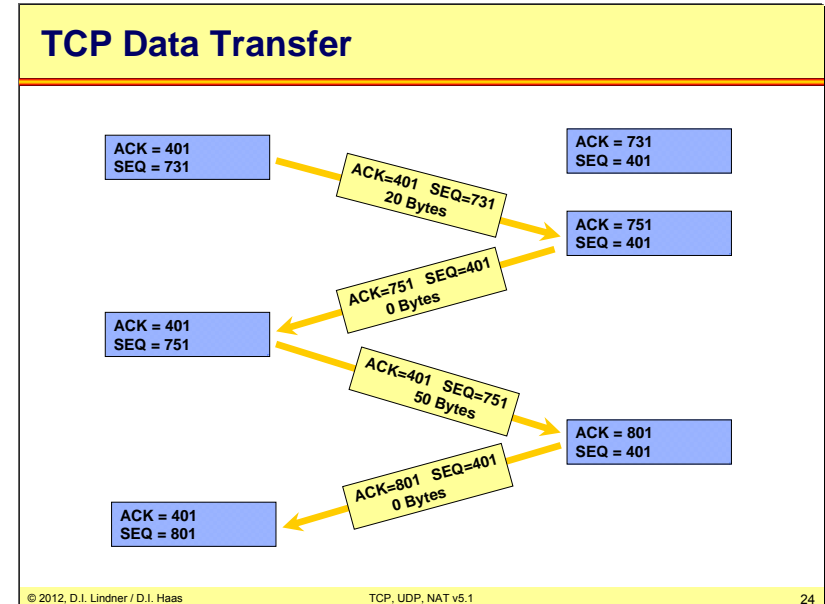 TCP Data Transfer
ACK = 401
SEQ = 731
ACK = 731
SEQ = 401
ACK=401 SEQ=731
20 Bytes
ACK = 751
SEQ = 401
ACK=751 SEQ=401
0 Bytes
ACK = 401
SEQ = 751
ACK=401 SEQ=751
50 Bytes
ACK = 801
SEQ = 401
ACK=801 SEQ=401
0 Bytes
ACK = 401
SEQ = 801
© 2012, D.I. Lindner / D.I. Haas TCP, UDP, NAT v5.1 24